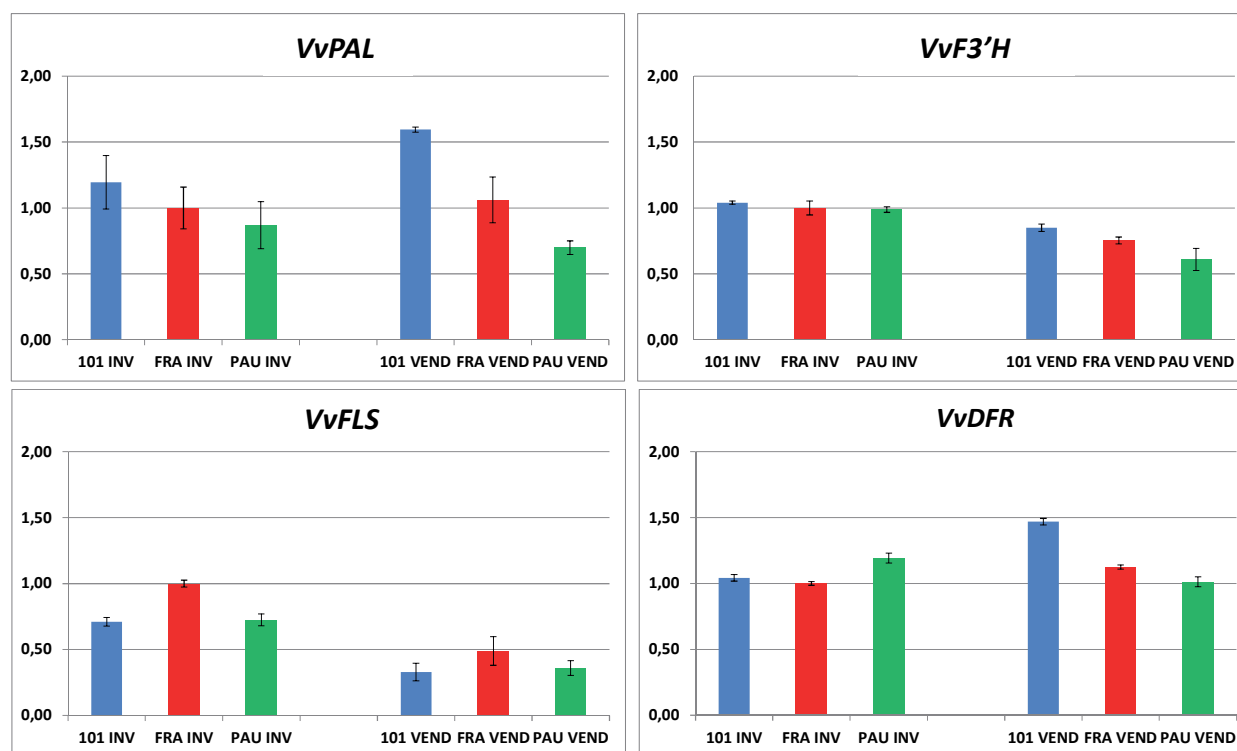 VvPAL
2,00
1,50
1,00
0,50
0,00
101 INV FRA INV PAU INV 101 VEND FRA VEND PAU VEND
VvF3’H
2,00
1,50
1,00
0,50
0,00
101 INV FRA INV PAU INV 101 VEND FRA VEND PAU VEND
VvFLS
2,00
1,50
1,00
0,50
0,00
101 INV FRA INV PAU INV 101 VEND FRA VEND PAU VEND
VvDFR
2,00
1,50
1,00
0,50
0,00
101 INV FRA INV PAU INV 101 VEND FRA VEND PAU VEND